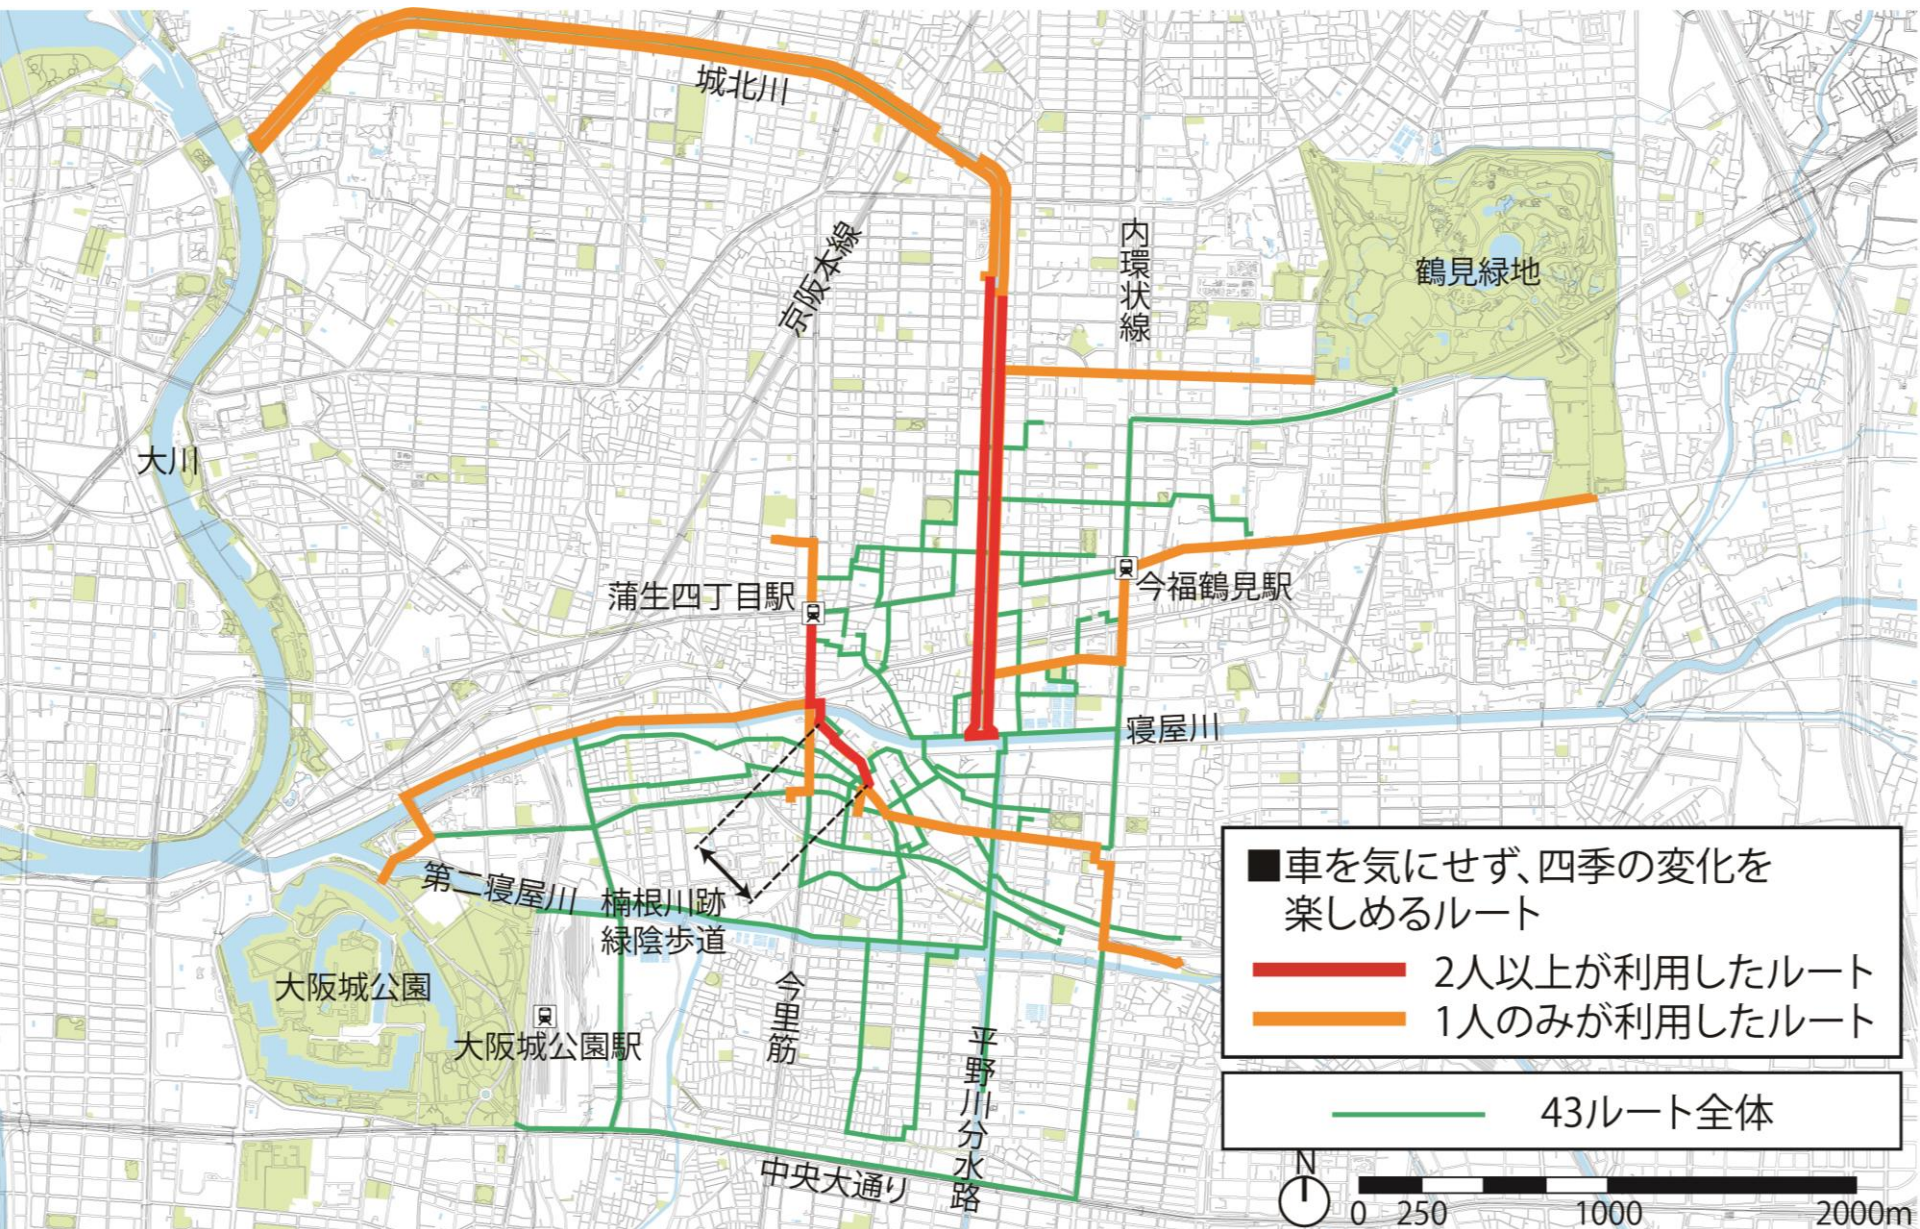 城北川
京阪本線
内環状線
鶴見緑地
大川
蒲生四丁目駅
今福鶴見駅
寝屋川
第二寝屋川
楠根川跡
緑陰歩道
大阪城公園
大阪城公園駅
今里筋
平野川分水路
中央大通り
■車を気にせず、四季の変化を
楽しめるルート
2人以上が利用したルート
1人のみが利用したルート
43ルート全体
N
0 250 1000 2000m